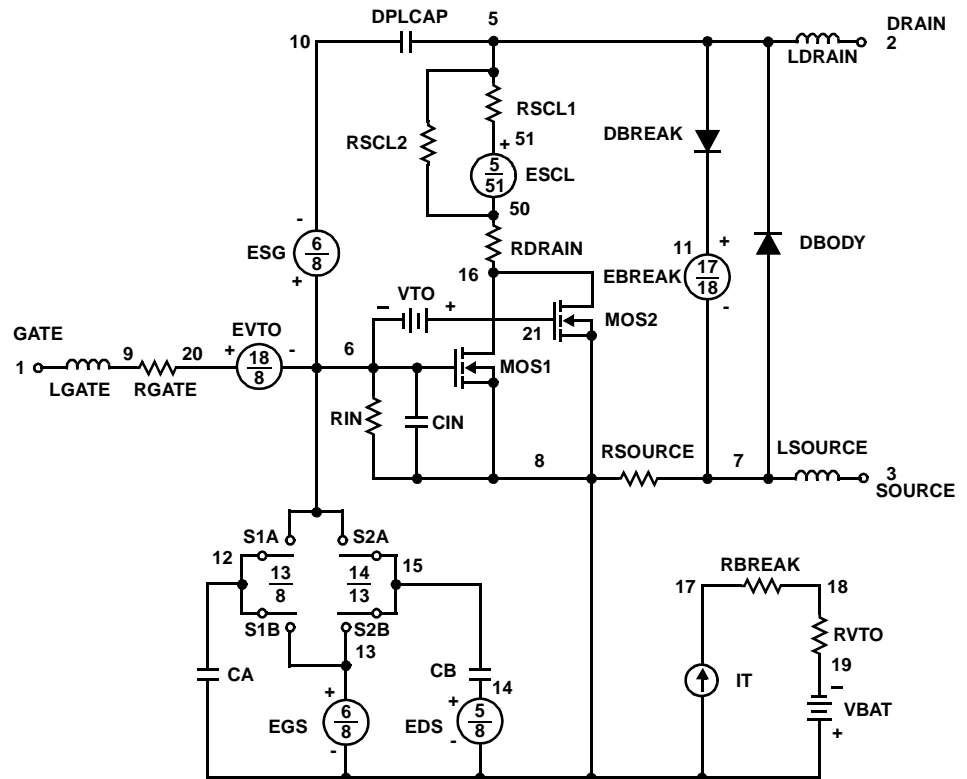 DPLCAP
5
DRAIN
2
10
LDRAIN
RSCL1
RSCL2
+ 51
5
51
ESCL
50
DBREAK
-
6
8
ESG
+
RDRAIN
16
DBODY
11
+
17
18
EBREAK
-
VTO
-
+
21
MOS2
GATE
1
9
20
LGATE
RGATE
EVTO
+
18
8
-
6
MOS1
RIN
CIN
8
RSOURCE
7
LSOURCE
3
SOURCE
S1A
S2A
12
13
8
14
13
15
S1B
S2B
13
CA
CB
14
+
6
8
EGS
-
+
5
8
EDS
-
RBREAK
17
18
RVTO
19
IT
-
VBAT
+